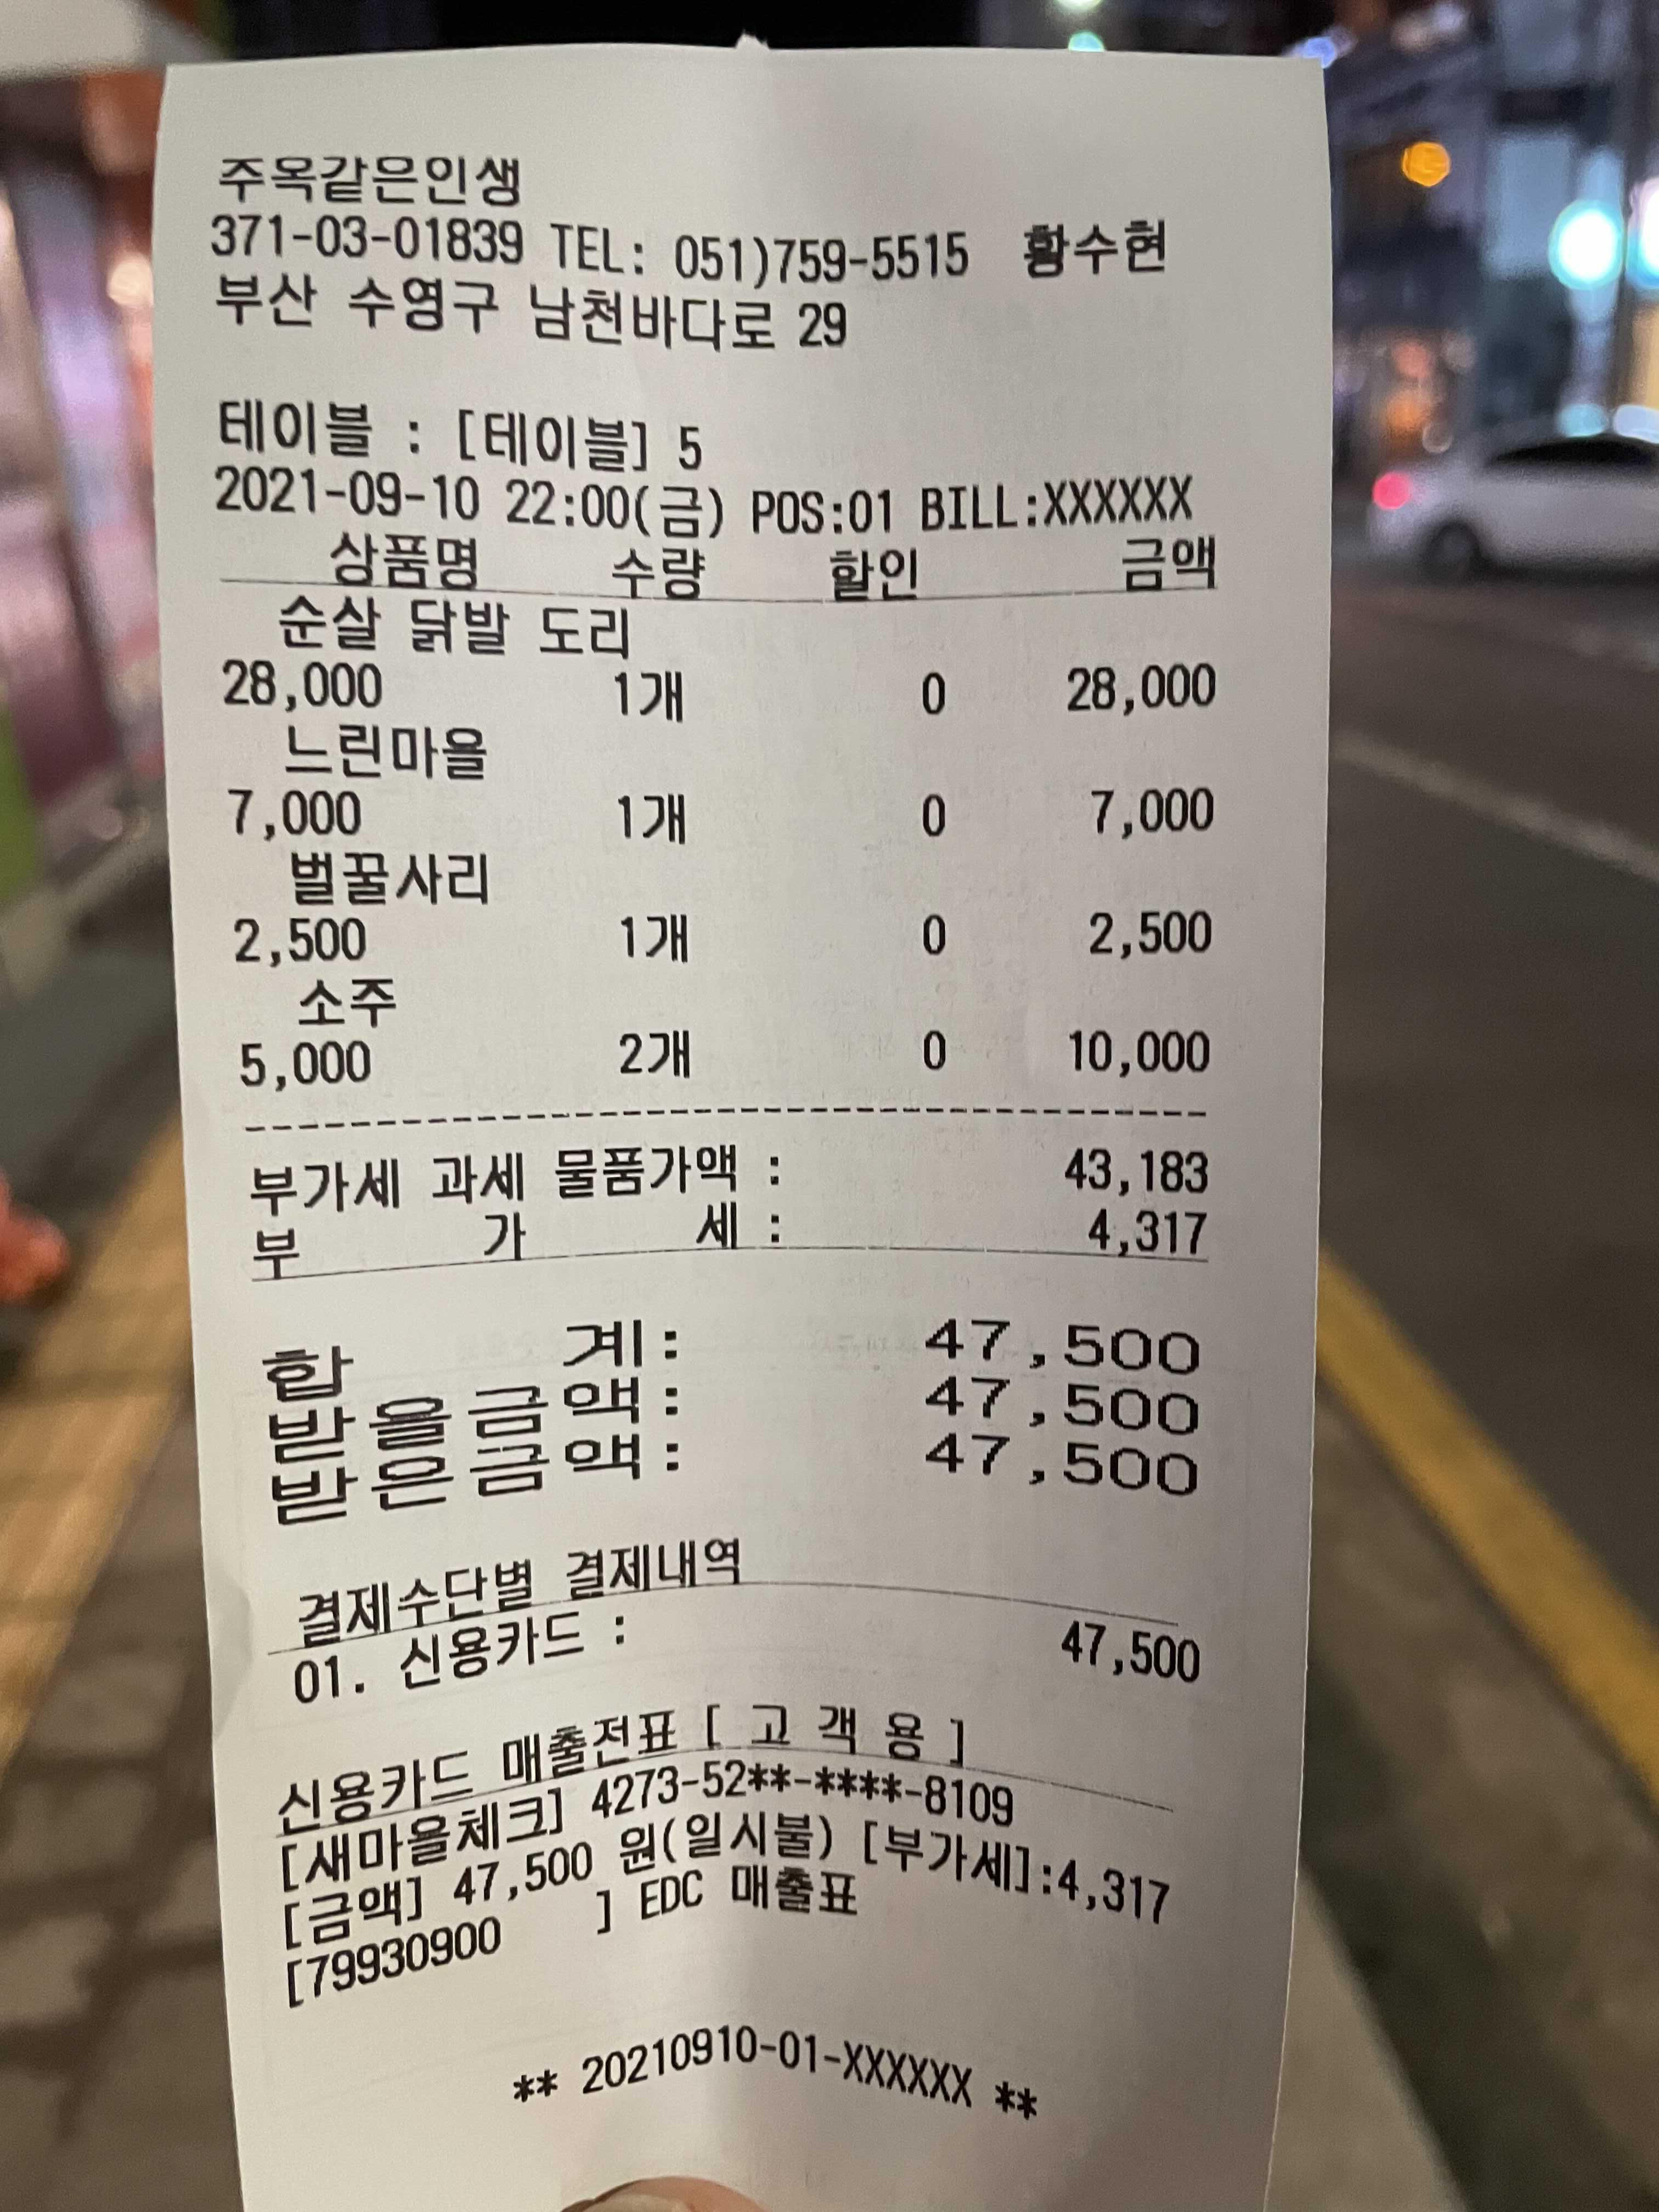 주옥같은인생
371-03-01839 TEL: 051)759-5515 황수현
부산 수영구 남천바다로 29
테이블 : [테이블] 5
2021-09-10 22:00(금) POS:01 BILL:XXXXXX
상품명 수량 할인 금액
순살 닭발 도리
28,000 1개 0 28,000
느린마을
7,000 1개 0 7,000
벌꿀사리
2,500 1개 0 2,500
소주
5,000 2개 0 10,000
부가세 과세 물품가액 : 43,183
부 가 세 : 4,317
합 계: 47,500
받을금액: 47,500
받은금액: 47,500
결제수단별 결제내역
01. 신용카드 : 47,500
신용카드 매출전표 [ 고 객 용 ]
[새마을체크] 4273-52**-****-8109
[금액] 47,500 원(일시불) [부가세]:4,317
[79930900 ] EDC 매출표
** 20210910-01-XXXXXX **